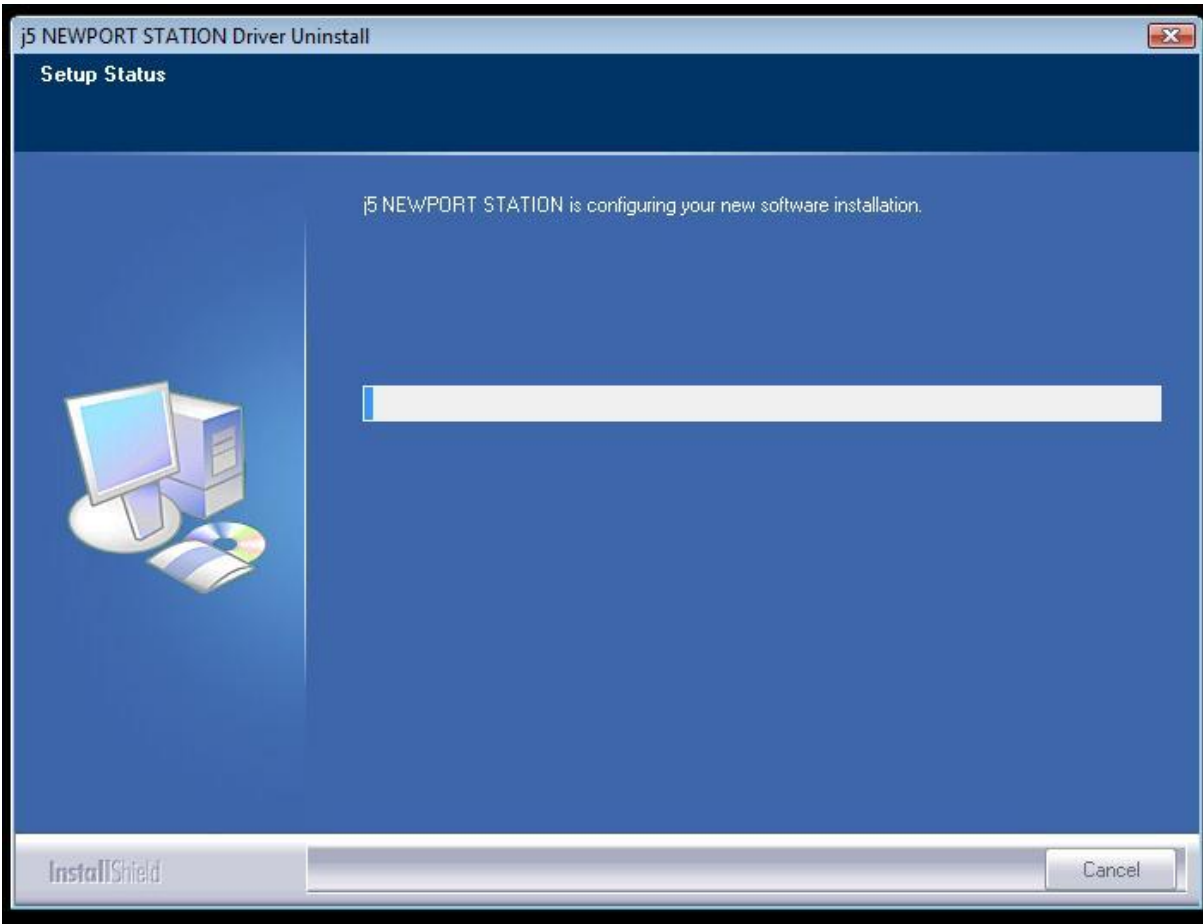 j5 NEWPORT STATION Driver Uninstall
Setup Status
j5 NEWPORT STATION is configuring your new software installation.
InstallShield
Cancel